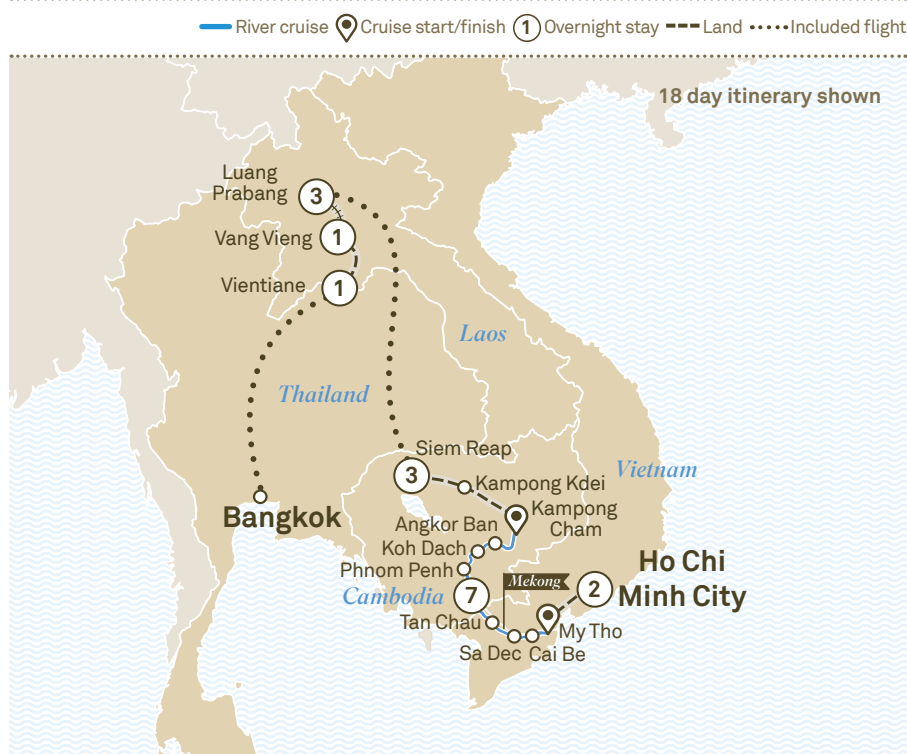 River cruise Cruise start/finish 1 Overnight stay Land Included flight
18 day itinerary shown
Luang
Prabang
3
Vang Vieng
1
Vientiane
1
Laos
Thailand
Siem Reap
3
Vietnam
Kampong Kdei
Kampong
Cham
Angkor Ban
Koh Dach
Bangkok
Phnom Penh
Mekong
Ho Chi
Minh City
2
Cambodia
7
Tan Chau
My Tho
Sa Dec
Cai Be